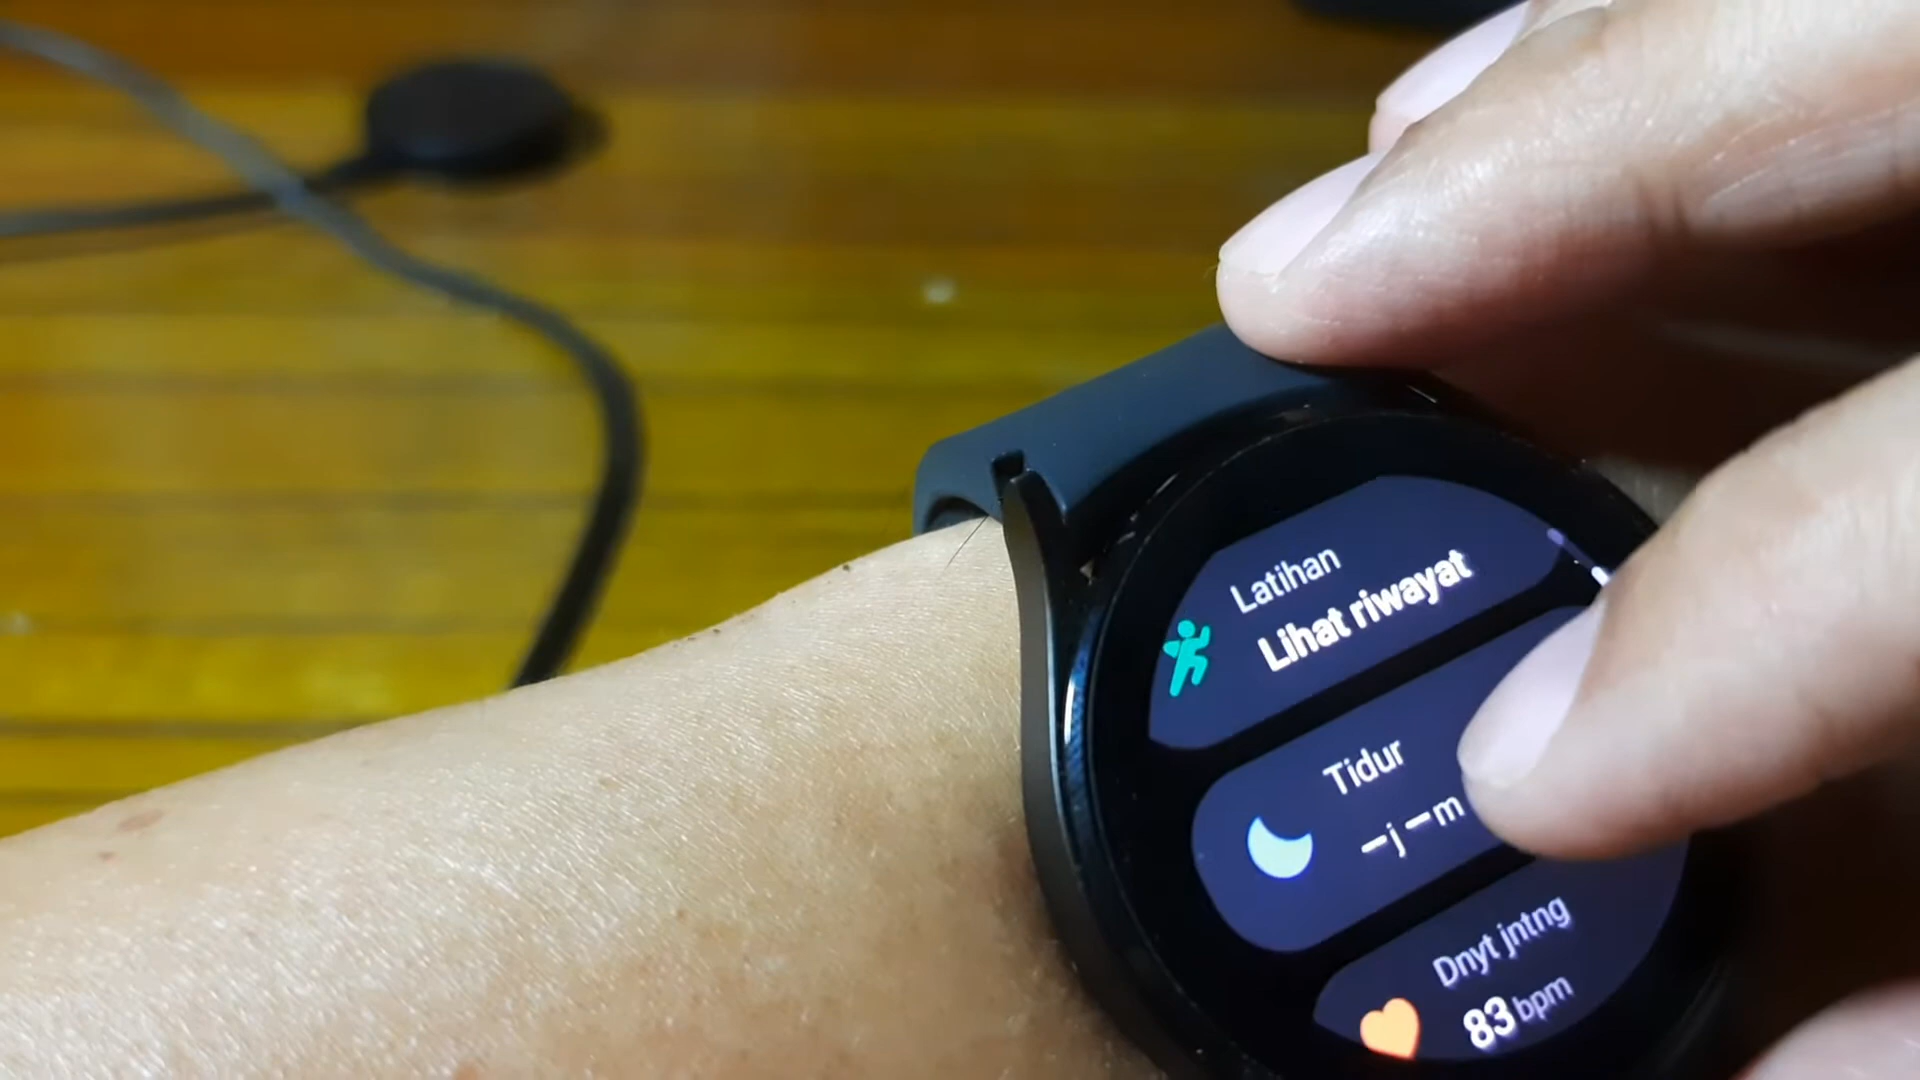 Latihan
Lihat riwayat
Tidur
–j –m
Dnyt jntng
83 bpm